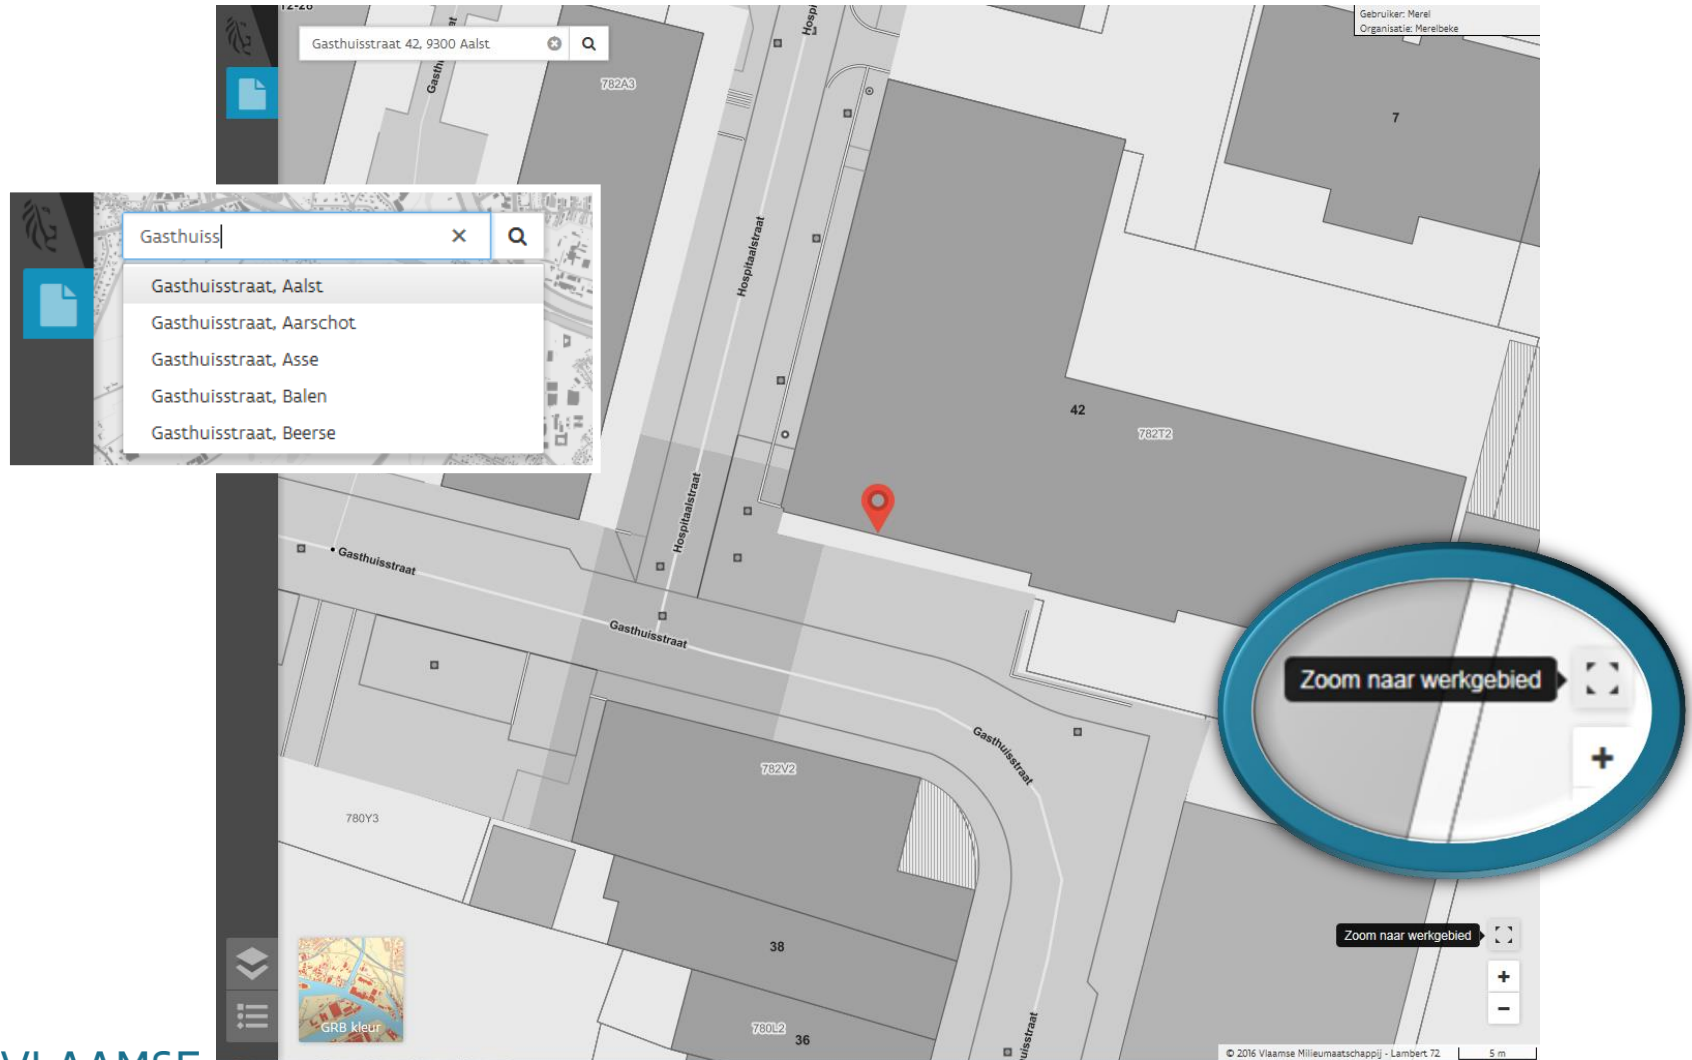 12-28
Gasthuisstraat 42, 9300 Aalst
Gebruiker: Merel
Organisatie: Merelbeke
782A3
7
Gasthuiss
Gasthuisstraat, Aalst
Gasthuisstraat, Aarschot
Gasthuisstraat, Asse
Gasthuisstraat, Balen
Gasthuisstraat, Beerse
Hospitaalstraat
42
782T2
Hospitaalstraat
Gasthuisstraat
Gasthuisstraat
Zoom naar werkgebied
+
Gasthuisstraat
782V2
780Y3
38
Zoom naar werkgebied
+
−
GRB kleur
780L2
36
© 2016 Vlaamse Milieumaatschappij - Lambert 72
5 m